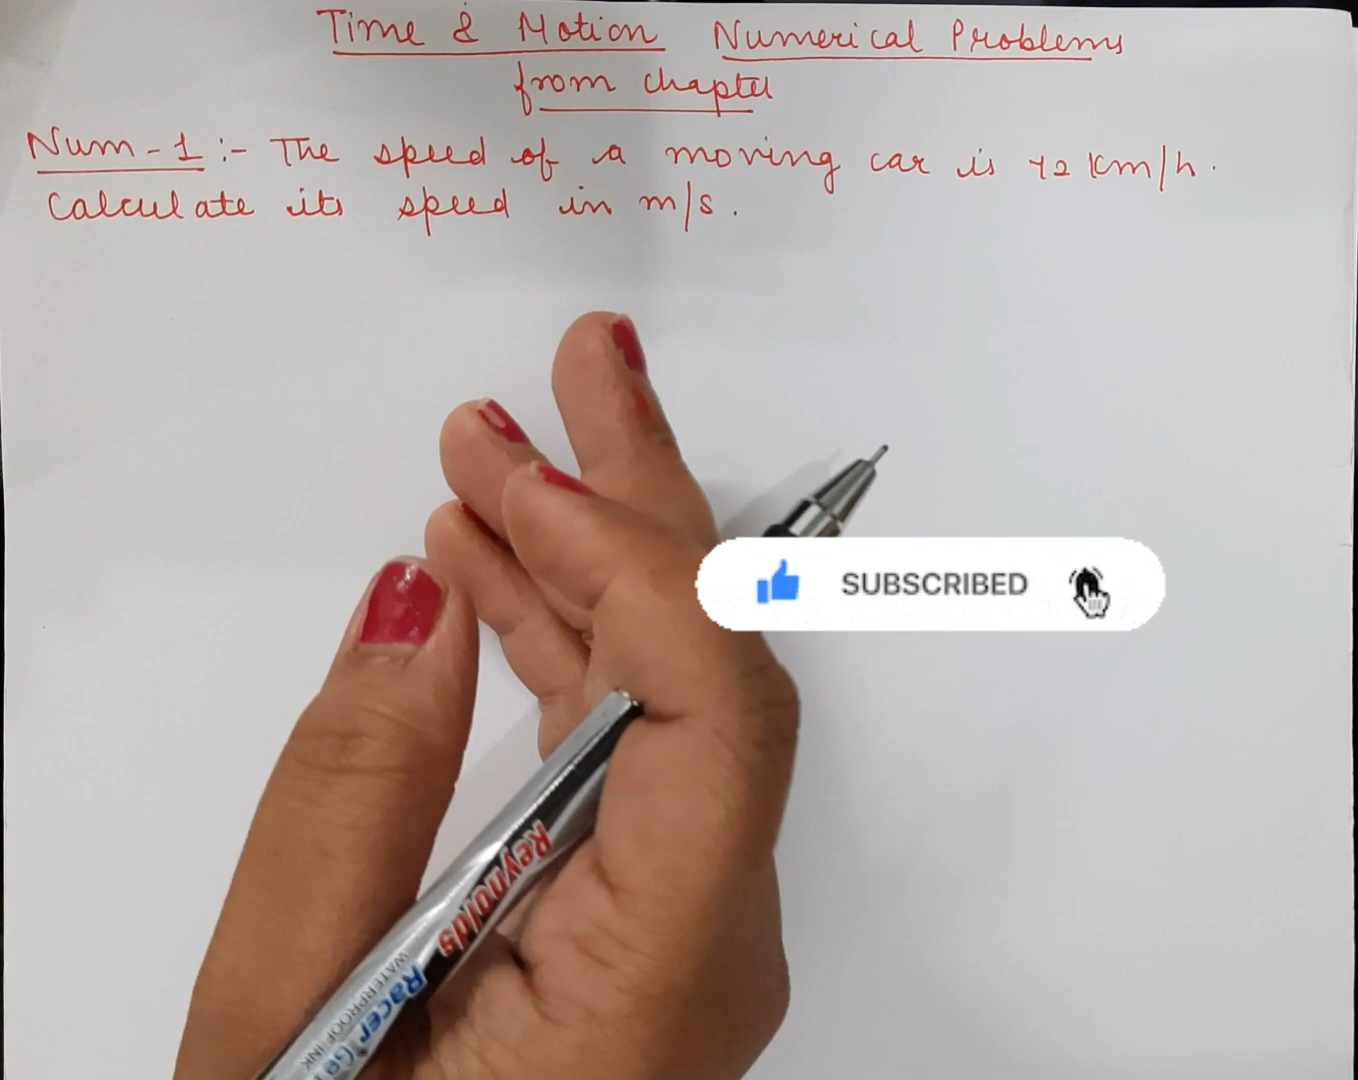 Time & Motion Numerical Problems
from chapter
Num-1:- The speed of a moving car is 72 km/h.
Calculate its speed in m/s.
SUBSCRIBED
Reynolds
Racer Gel
WATERPROOF INK